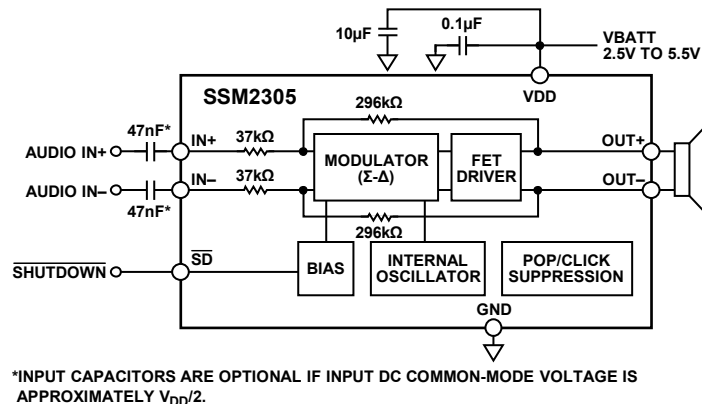 10µF
0.1µF
VBATT
2.5V TO 5.5V
VDD
SSM2305
296kΩ
47nF*
AUDIO IN+
IN+
37kΩ
MODULATOR
(Σ-Δ)
FET
DRIVER
OUT+
AUDIO IN–
IN–
37kΩ
OUT–
47nF*
296kΩ
SHUTDOWN
SD
BIAS
INTERNAL
OSCILLATOR
POP/CLICK
SUPPRESSION
GND
*INPUT CAPACITORS ARE OPTIONAL IF INPUT DC COMMON-MODE VOLTAGE IS
APPROXIMATELY VDD/2.